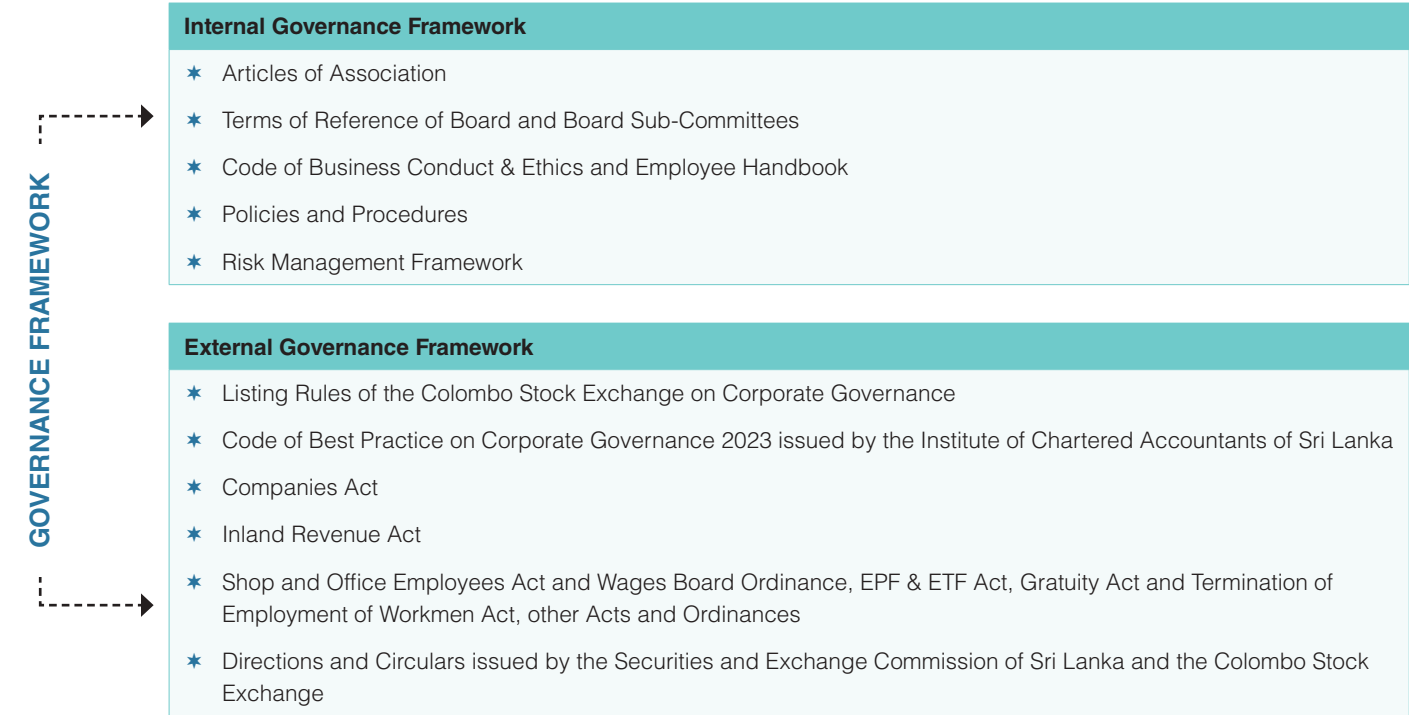 GOVERNANCE FRAMEWORK
Internal Governance Framework
Articles of Association
Terms of Reference of Board and Board Sub-Committees
Code of Business Conduct & Ethics and Employee Handbook
Policies and Procedures
Risk Management Framework
External Governance Framework
Listing Rules of the Colombo Stock Exchange on Corporate Governance
Code of Best Practice on Corporate Governance 2023 issued by the Institute of Chartered Accountants of Sri Lanka
Companies Act
Inland Revenue Act
Shop and Office Employees Act and Wages Board Ordinance, EPF & ETF Act, Gratuity Act and Termination of
Employment of Workmen Act, other Acts and Ordinances
Directions and Circulars issued by the Securities and Exchange Commission of Sri Lanka and the Colombo Stock
Exchange